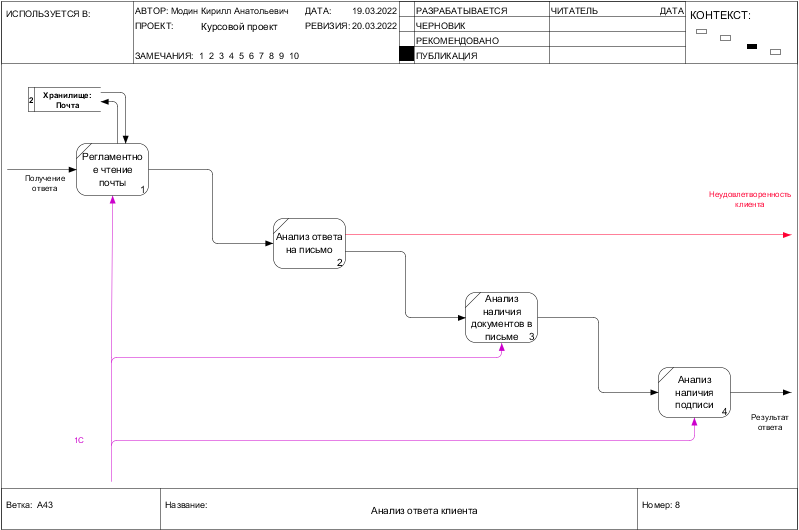 ИСПОЛЬЗУЕТСЯ В:
АВТОР: Модин Кирилл Анатольевич
ДАТА: 19.03.2022
РАЗРАБАТЫВАЕТСЯ
ЧИТАТЕЛЬ
ДАТА
КОНТЕКСТ:
ПРОЕКТ: Курсовой проект
РЕВИЗИЯ: 20.03.2022
ЧЕРНОВИК
РЕКОМЕНДОВАНО
ЗАМЕЧАНИЯ: 1 2 3 4 5 6 7 8 9 10
ПУБЛИКАЦИЯ
2
Хранилище:
Почта
Регламентно
е чтение
почты
1
Получение
ответа
Неудовлетворенность
клиента
Анализ ответа
на письмо
2
Анализ
наличия
документов в
письме
3
Анализ
наличия
подписи
4
Результат
ответа
1С
Ветка: А43
Название:
Анализ ответа клиента
Номер: 8